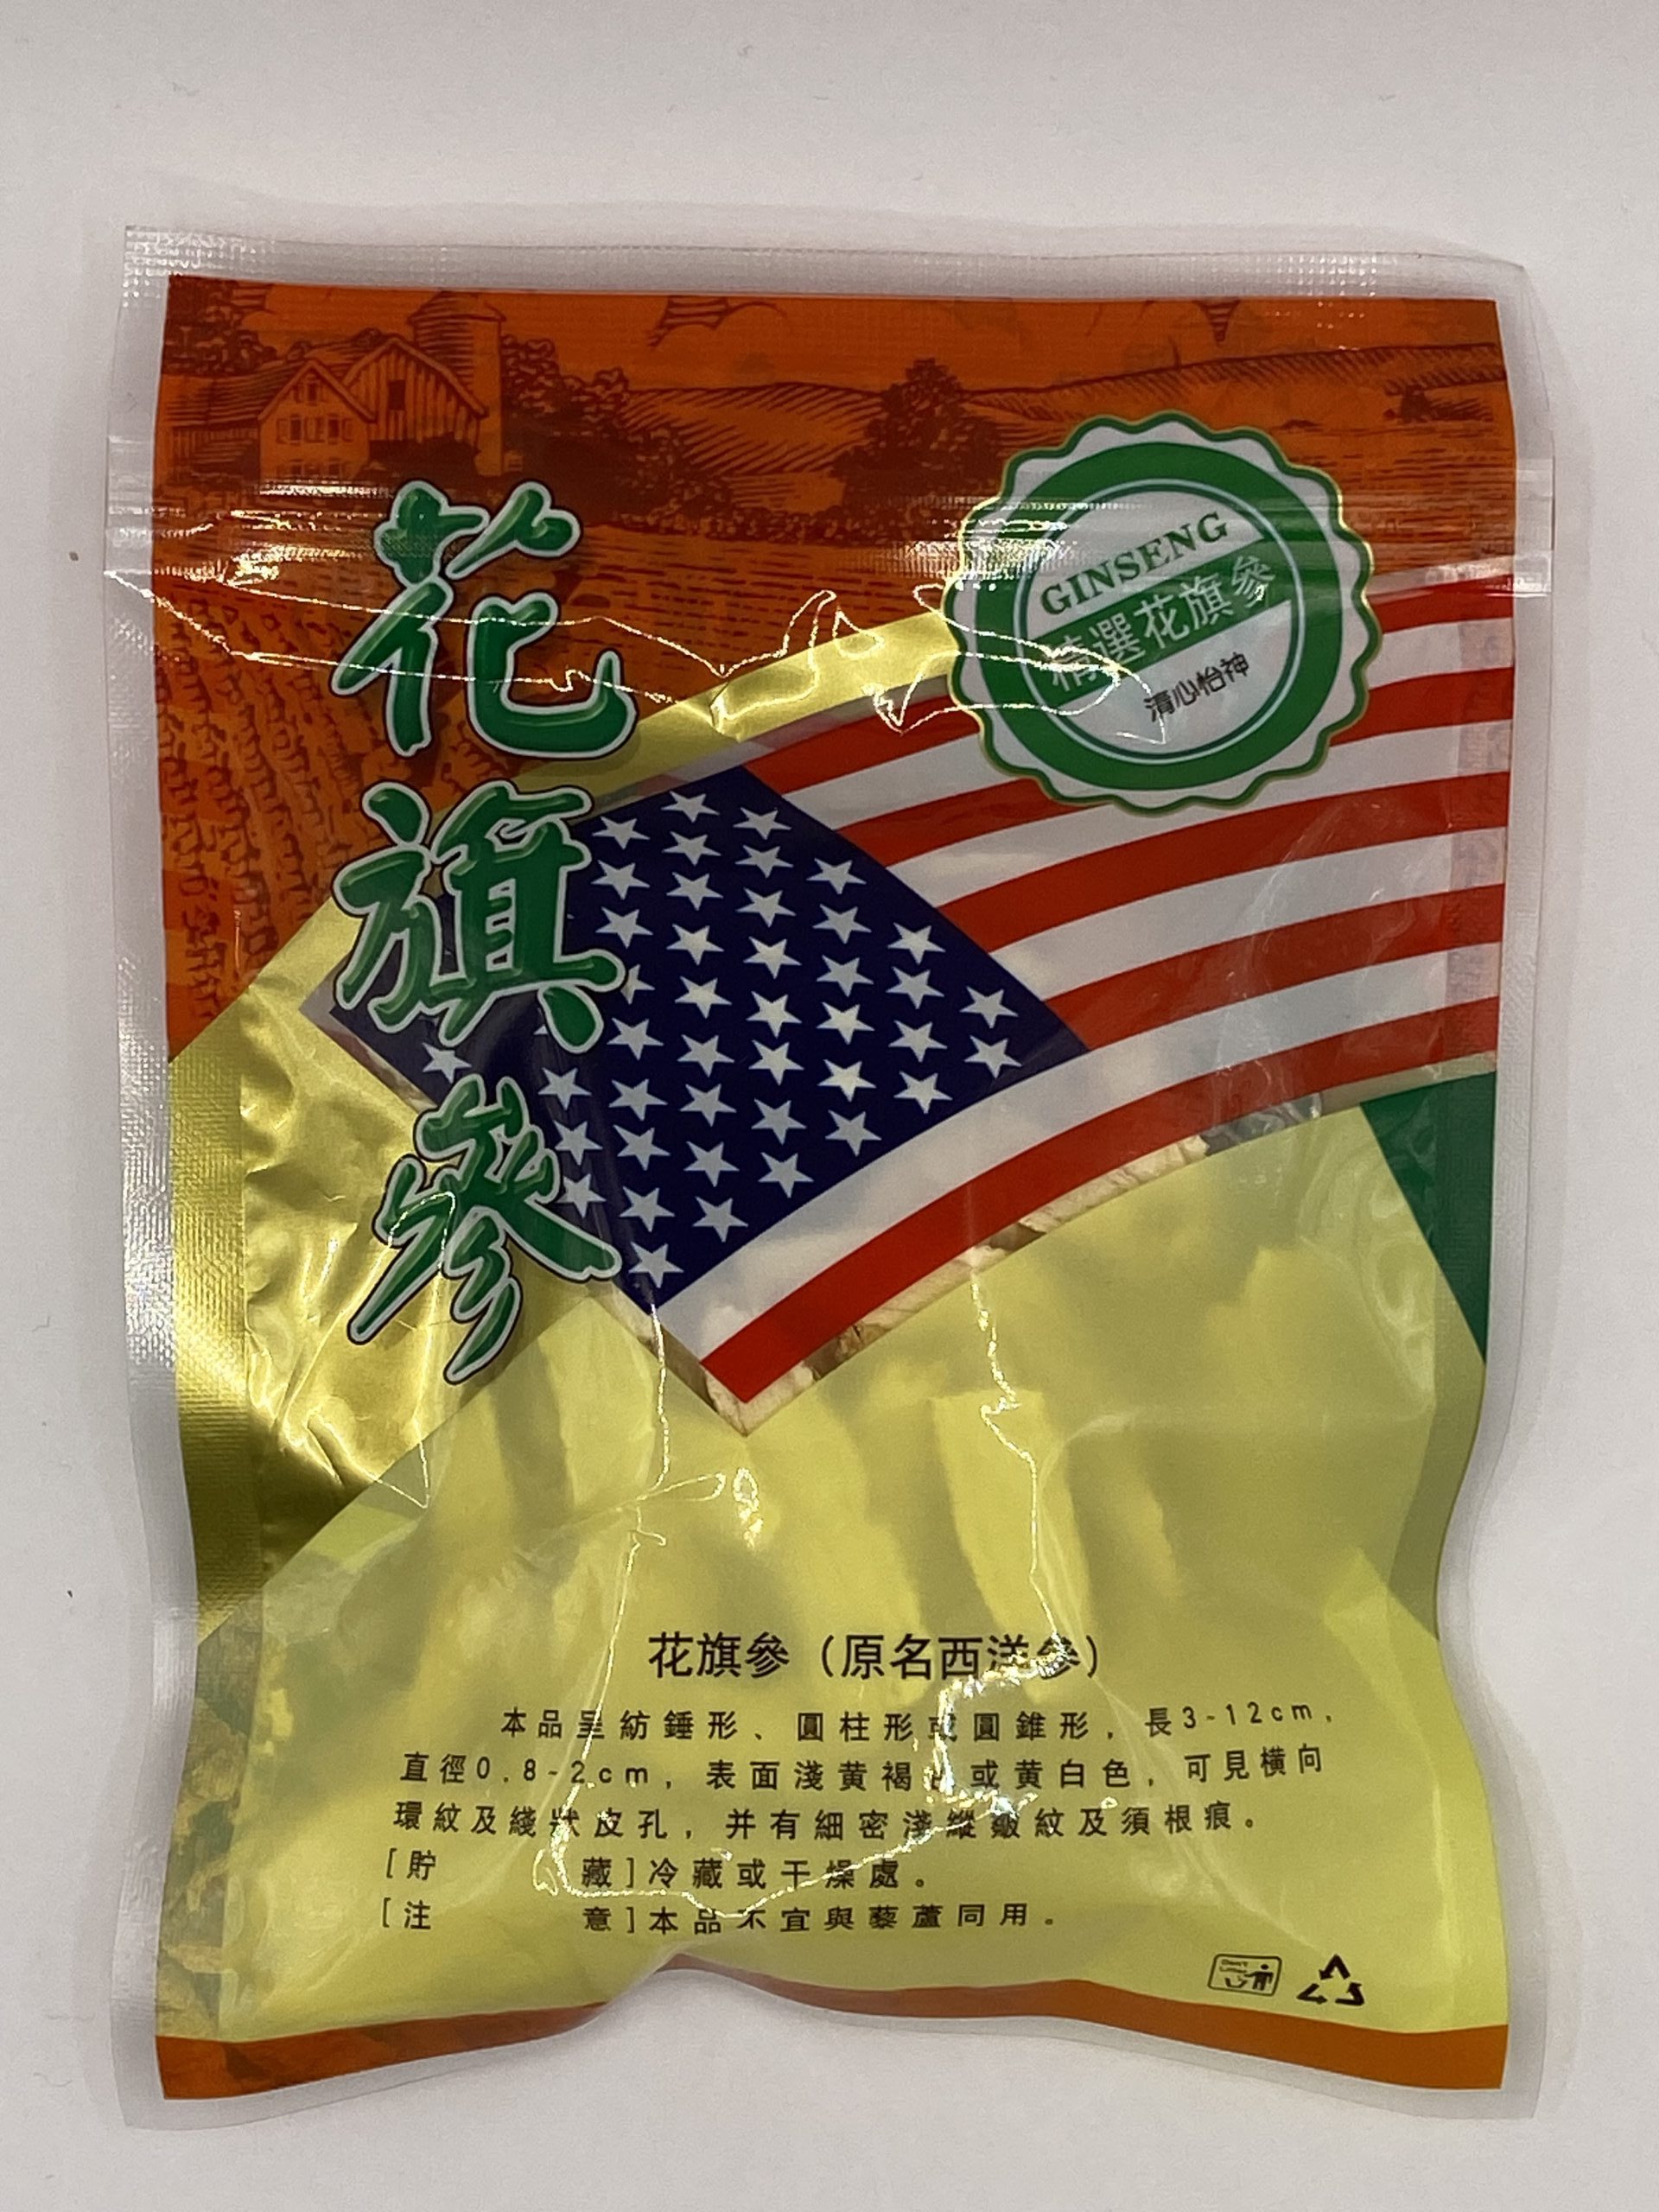 花旗參
GINSENG
精選花旗參
清心怡神
花旗參（原名西洋參）
本品呈紡錘形、圓柱形或圓錐形，長3~12cm，
直徑0.8~2cm，表面淺黄褐色或黄白色，可見橫向
環紋及綫狀皮孔，并有細密淺縱皺紋及須根痕。
[貯藏]冷藏或干燥處。
[注意]本品不宜與藜蘆同用。